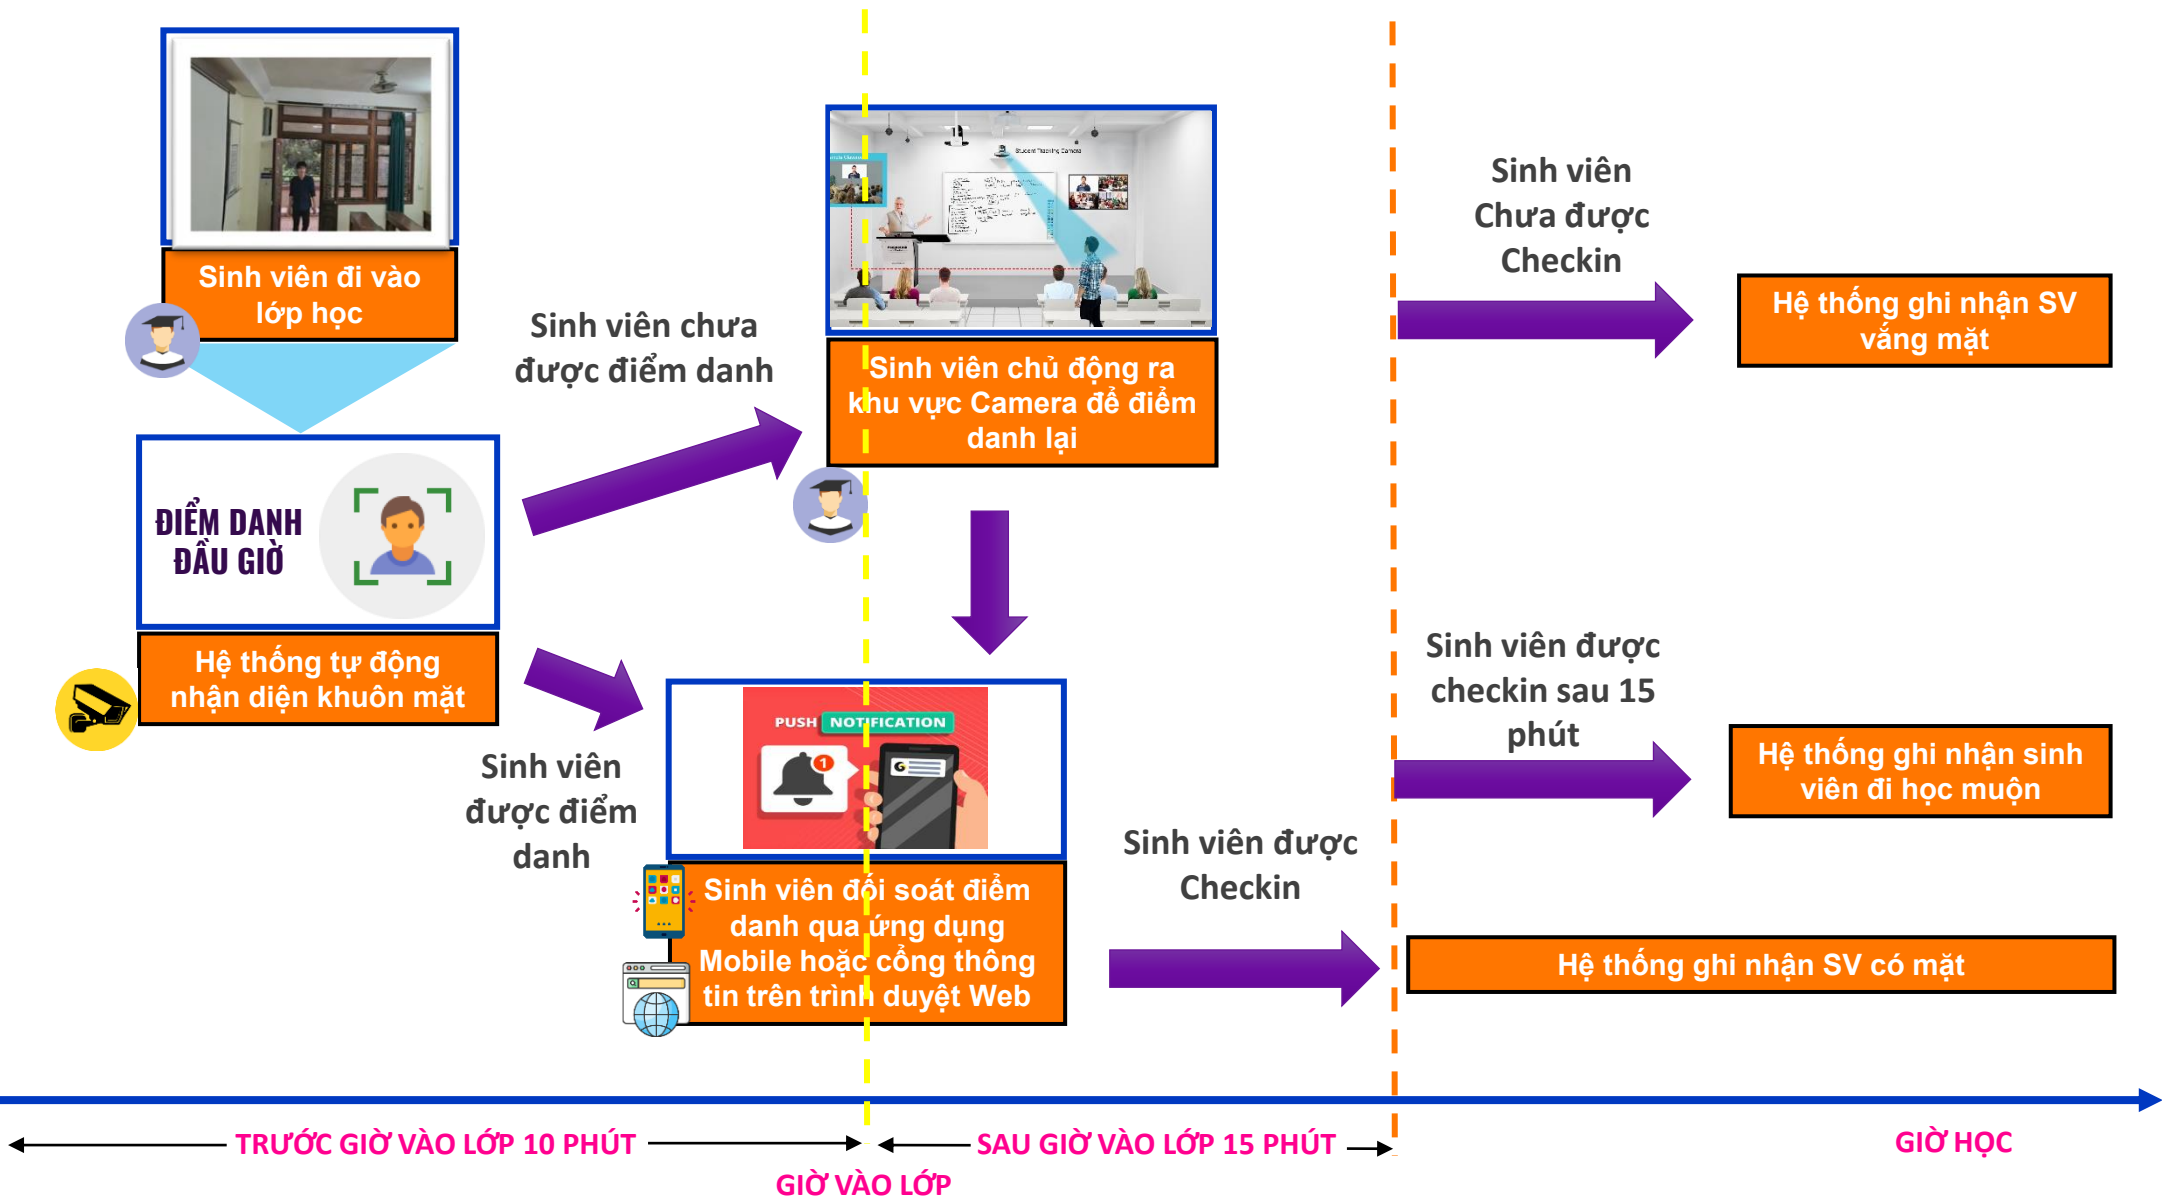 Sinh viên đi vào
lớp học
ĐIỂM DANH
ĐẦU GIỜ
Hệ thống tự động
nhận diện khuôn mặt
Sinh viên chưa
được điểm danh
Sinh viên
được điểm
danh
Student Tracking Camera
Sinh viên chủ động ra
khu vực Camera để điểm
danh lại
PUSH NOTIFICATION
1
G
Sinh viên đối soát điểm
danh qua ứng dụng
Mobile hoặc cổng thông
tin trên trình duyệt Web
Sinh viên được
Checkin
Sinh viên
Chưa được
Checkin
Hệ thống ghi nhận SV
vắng mặt
Sinh viên được
checkin sau 15
phút
Hệ thống ghi nhận sinh
viên đi học muộn
Hệ thống ghi nhận SV có mặt
TRƯỚC GIỜ VÀO LỚP 10 PHÚT
SAU GIỜ VÀO LỚP 15 PHÚT
GIỜ HỌC
GIỜ VÀO LỚP